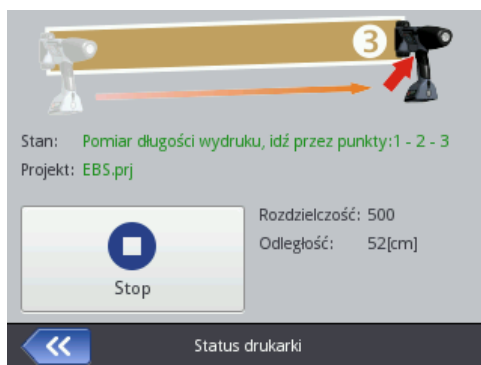 3
Stan: Pomiar długości wydruku, idź przez punkty:1 - 2 - 3
Projekt: EBS.prj
Rozdzielczość: 500
Odległość: 52[cm]
Stop
Status drukarki